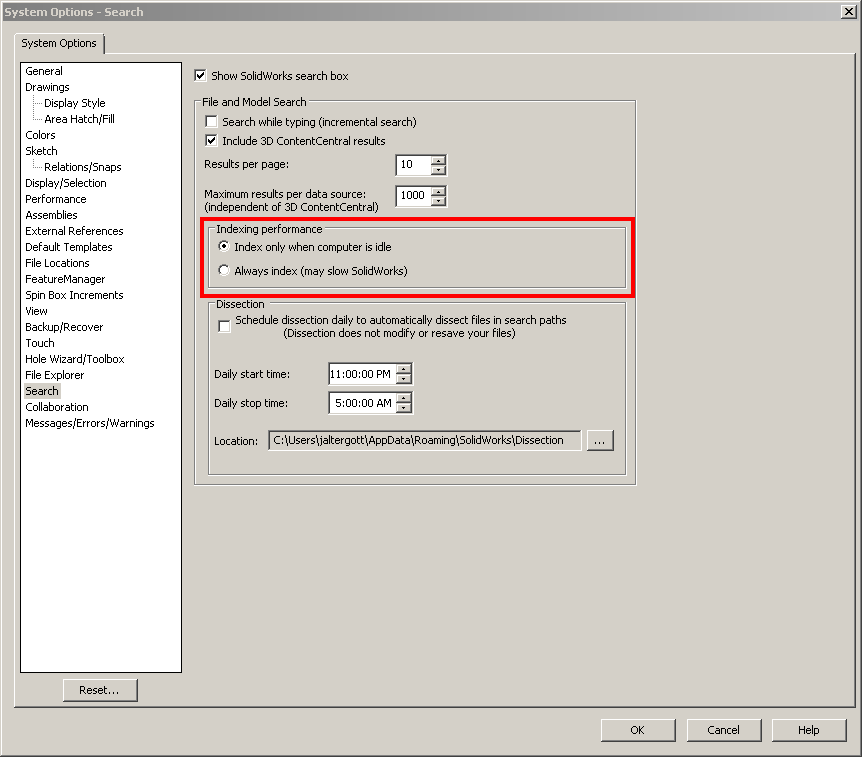 System Options - Search
System Options
General
Drawings
Display Style
Area Hatch/Fill
Colors
Sketch
Relations/Snaps
Display/Selection
Performance
Assemblies
External References
Default Templates
File Locations
FeatureManager
Spin Box Increments
View
Backup/Recover
Touch
Hole Wizard/Toolbox
File Explorer
Search
Collaboration
Messages/Errors/Warnings
Reset...
Show SolidWorks search box
File and Model Search
Search while typing (incremental search)
Include 3D ContentCentral results
Results per page: 10
Maximum results per data source: 1000
(independent of 3D ContentCentral)
Indexing performance
Index only when computer is idle
Always index (may slow SolidWorks)
Dissection
Schedule dissection daily to automatically dissect files in search paths
(Dissection does not modify or resave your files)
Daily start time: 11:00:00 PM
Daily stop time: 5:00:00 AM
Location: C:\Users\jaltergott\AppData\Roaming\SolidWorks\Dissection ...
OK Cancel Help